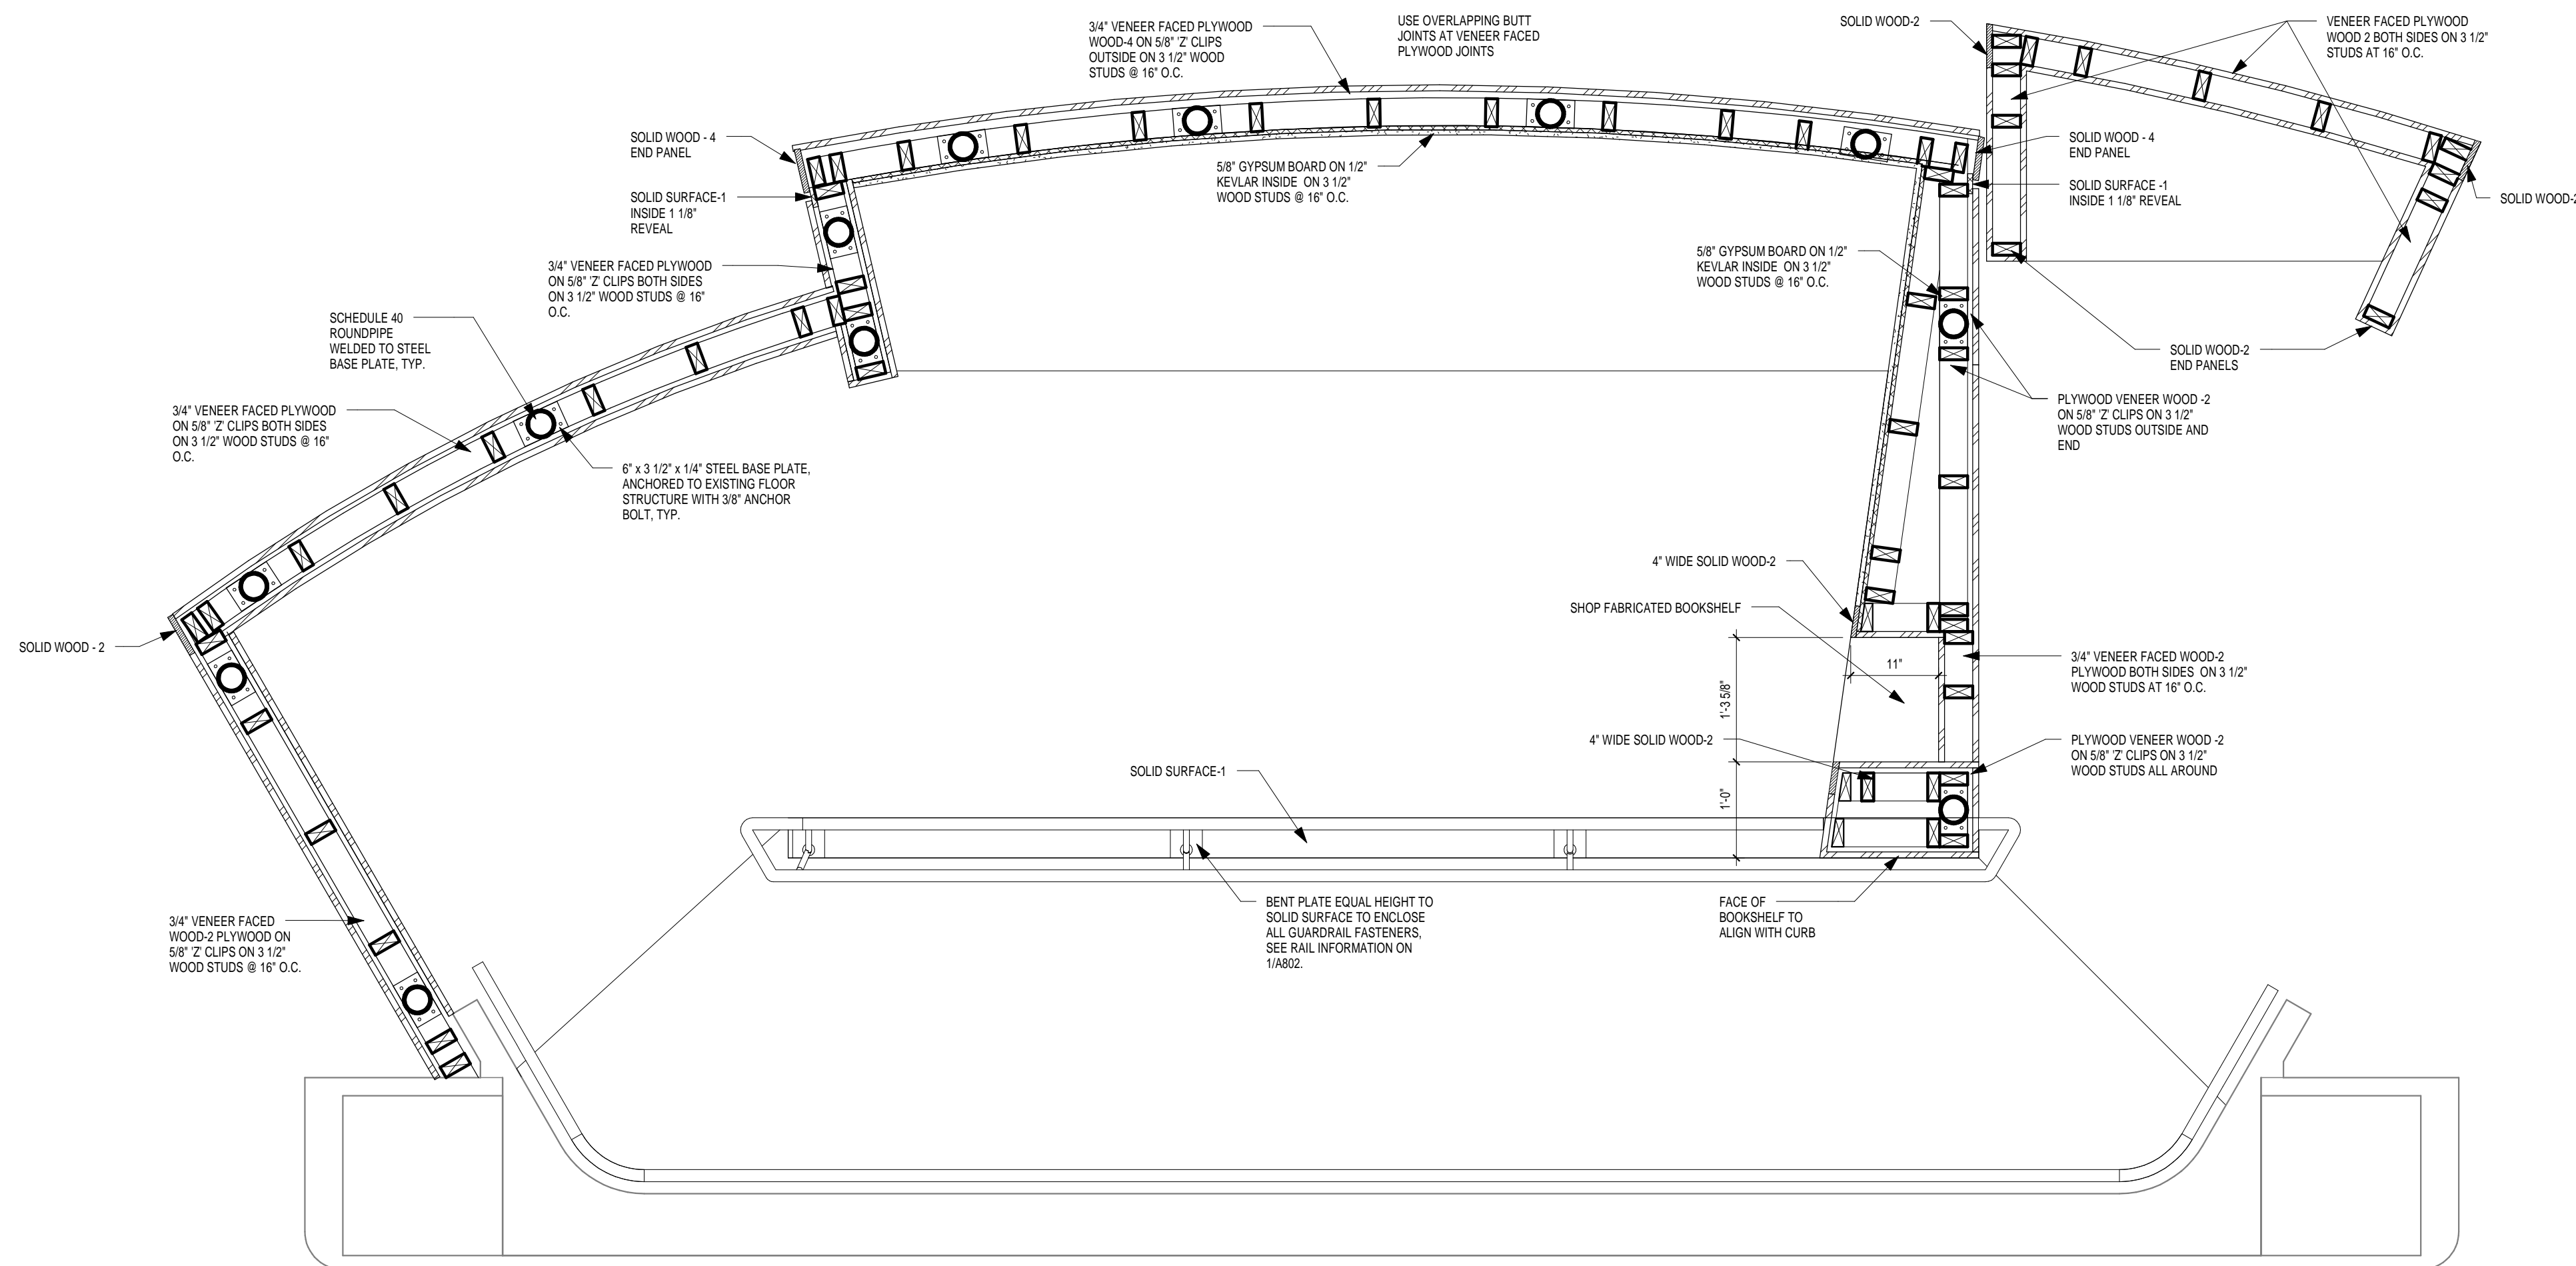 3/4" VENEER FACED PLYWOOD
WOOD-4 ON 5/8" 'Z' CLIPS
OUTSIDE ON 3 1/2" WOOD
STUDS @ 16" O.C.
USE OVERLAPPING BUTT
JOINTS AT VENEER FACED
PLYWOOD JOINTS
SOLID WOOD-2
VENEER FACED PLYWOOD
WOOD 2 BOTH SIDES ON 3 1/2"
STUDS AT 16" O.C.
SOLID WOOD - 4
END PANEL
SOLID SURFACE-1
INSIDE 1 1/8"
REVEAL
5/8" GYPSUM BOARD ON 1/2"
KEVLAR INSIDE ON 3 1/2"
WOOD STUDS @ 16" O.C.
SOLID WOOD - 4
END PANEL
SOLID SURFACE -1
INSIDE 1 1/8" REVEAL
SOLID WOOD-2
3/4" VENEER FACED PLYWOOD
ON 5/8" 'Z' CLIPS BOTH SIDES
ON 3 1/2" WOOD STUDS @ 16"
O.C.
5/8" GYPSUM BOARD ON 1/2"
KEVLAR INSIDE ON 3 1/2"
WOOD STUDS @ 16" O.C.
SCHEDULE 40
ROUNDPIPE
WELDED TO STEEL
BASE PLATE, TYP.
SOLID WOOD-2
END PANELS
3/4" VENEER FACED PLYWOOD
ON 5/8" 'Z' CLIPS BOTH SIDES
ON 3 1/2" WOOD STUDS @ 16"
O.C.
PLYWOOD VENEER WOOD -2
ON 5/8" 'Z' CLIPS ON 3 1/2"
WOOD STUDS OUTSIDE AND
END
6" x 3 1/2" x 1/4" STEEL BASE PLATE,
ANCHORED TO EXISTING FLOOR
STRUCTURE WITH 3/8" ANCHOR
BOLT, TYP.
4" WIDE SOLID WOOD-2
SHOP FABRICATED BOOKSHELF
SOLID WOOD - 2
11"
3/4" VENEER FACED WOOD-2
PLYWOOD BOTH SIDES ON 3 1/2"
WOOD STUDS AT 16" O.C.
1'-3 5/8"
4" WIDE SOLID WOOD-2
PLYWOOD VENEER WOOD -2
ON 5/8" 'Z' CLIPS ON 3 1/2"
WOOD STUDS ALL AROUND
SOLID SURFACE-1
1'-0"
3/4" VENEER FACED
WOOD-2 PLYWOOD ON
5/8" 'Z' CLIPS ON 3 1/2"
WOOD STUDS @ 16" O.C.
BENT PLATE EQUAL HEIGHT TO
SOLID SURFACE TO ENCLOSE
ALL GUARDRAIL FASTENERS,
SEE RAIL INFORMATION ON
1/A802.
FACE OF
BOOKSHELF TO
ALIGN WITH CURB